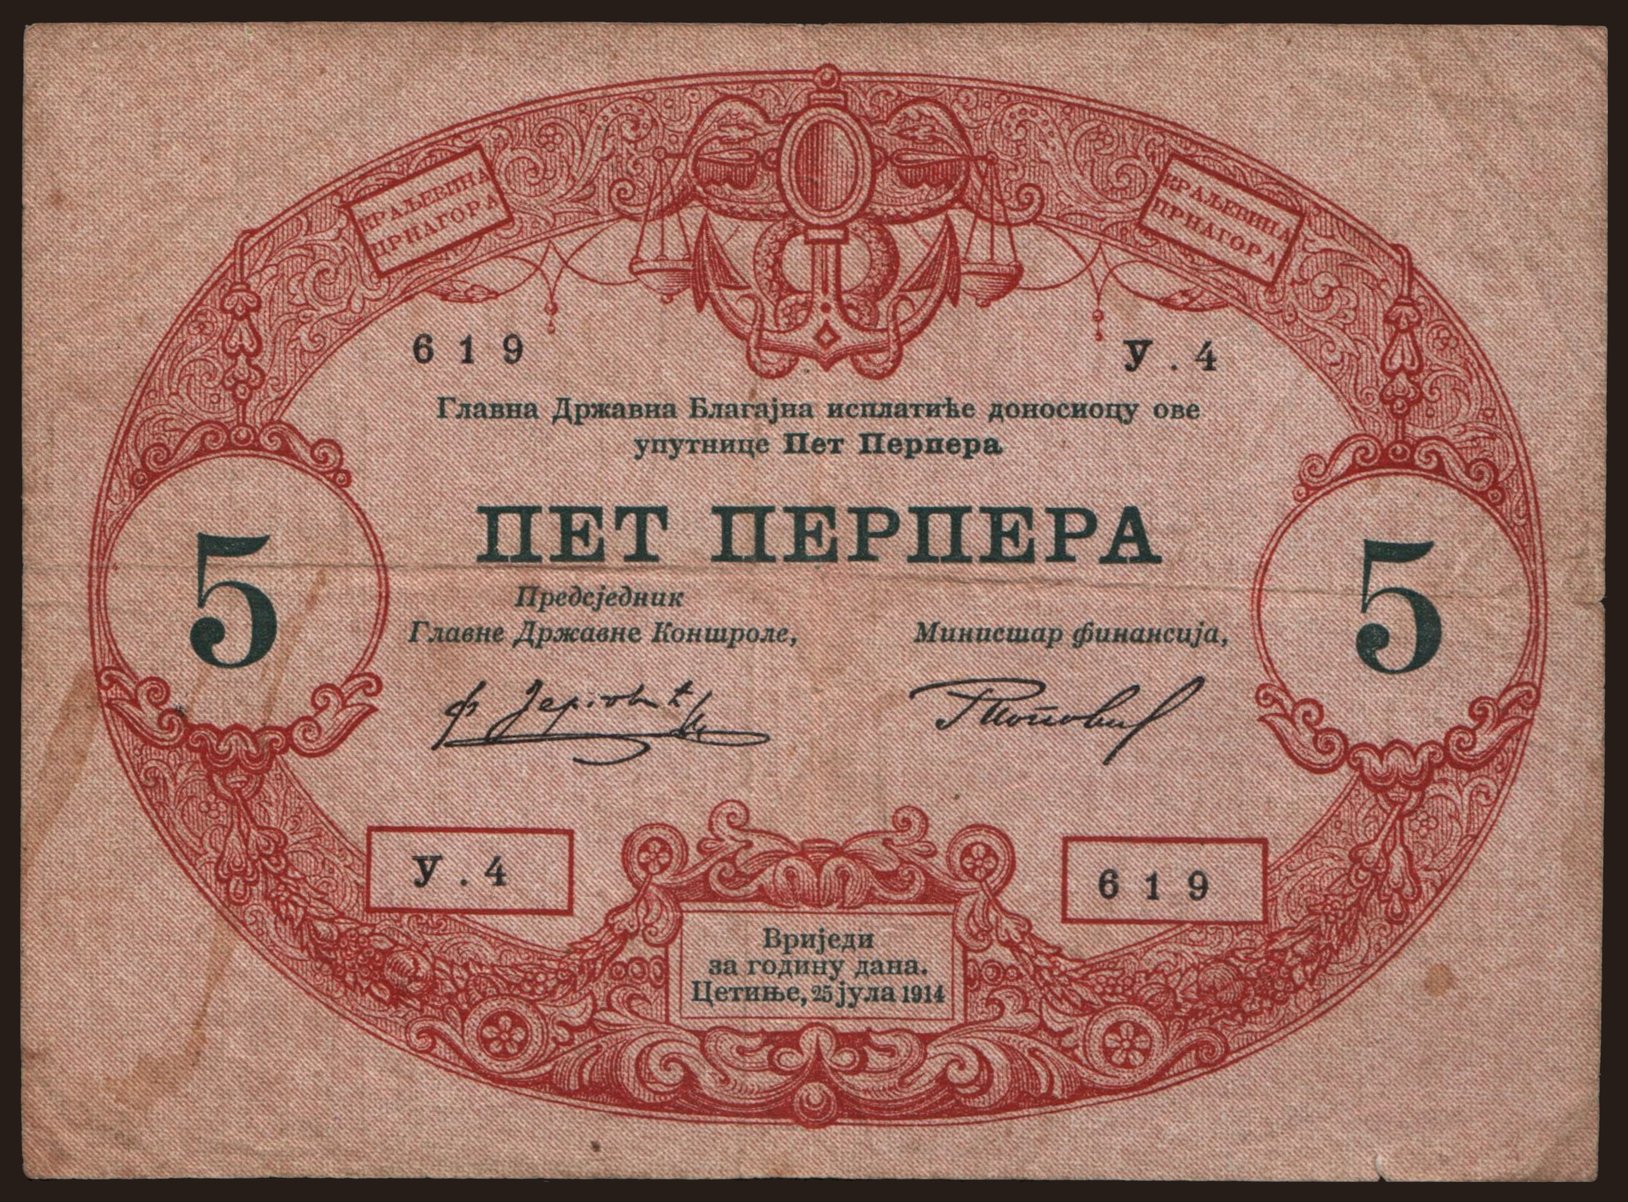 КРАЉЕВИНА
ЦРНАГОРА
КРАЉЕВИНА
ЦРНАГОРА
619
У.4
Главна Државна Благајна исплатиће доносиоцу ове
упутнице Пет Перпера
ПЕТ ПЕРПЕРА
5
5
Предсједник
Главне Државне Контроле,
Министар финансија,
У.4
619
Вриједи
за годину дана.
Цетиње, 25 јула 1914